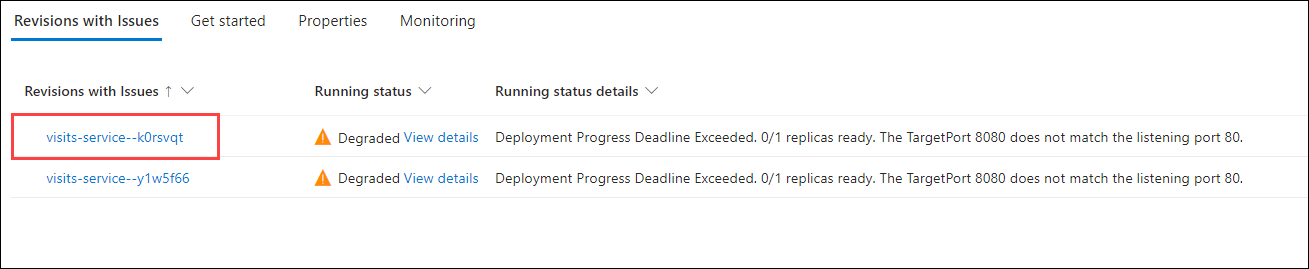 Revisions with Issues Get started Properties Monitoring
Revisions with Issues ↑ Running status Running status details
visits-service--k0rsvqt Degraded View details Deployment Progress Deadline Exceeded. 0/1 replicas ready. The TargetPort 8080 does not match the listening port 80.
visits-service--y1w5f66 Degraded View details Deployment Progress Deadline Exceeded. 0/1 replicas ready. The TargetPort 8080 does not match the listening port 80.